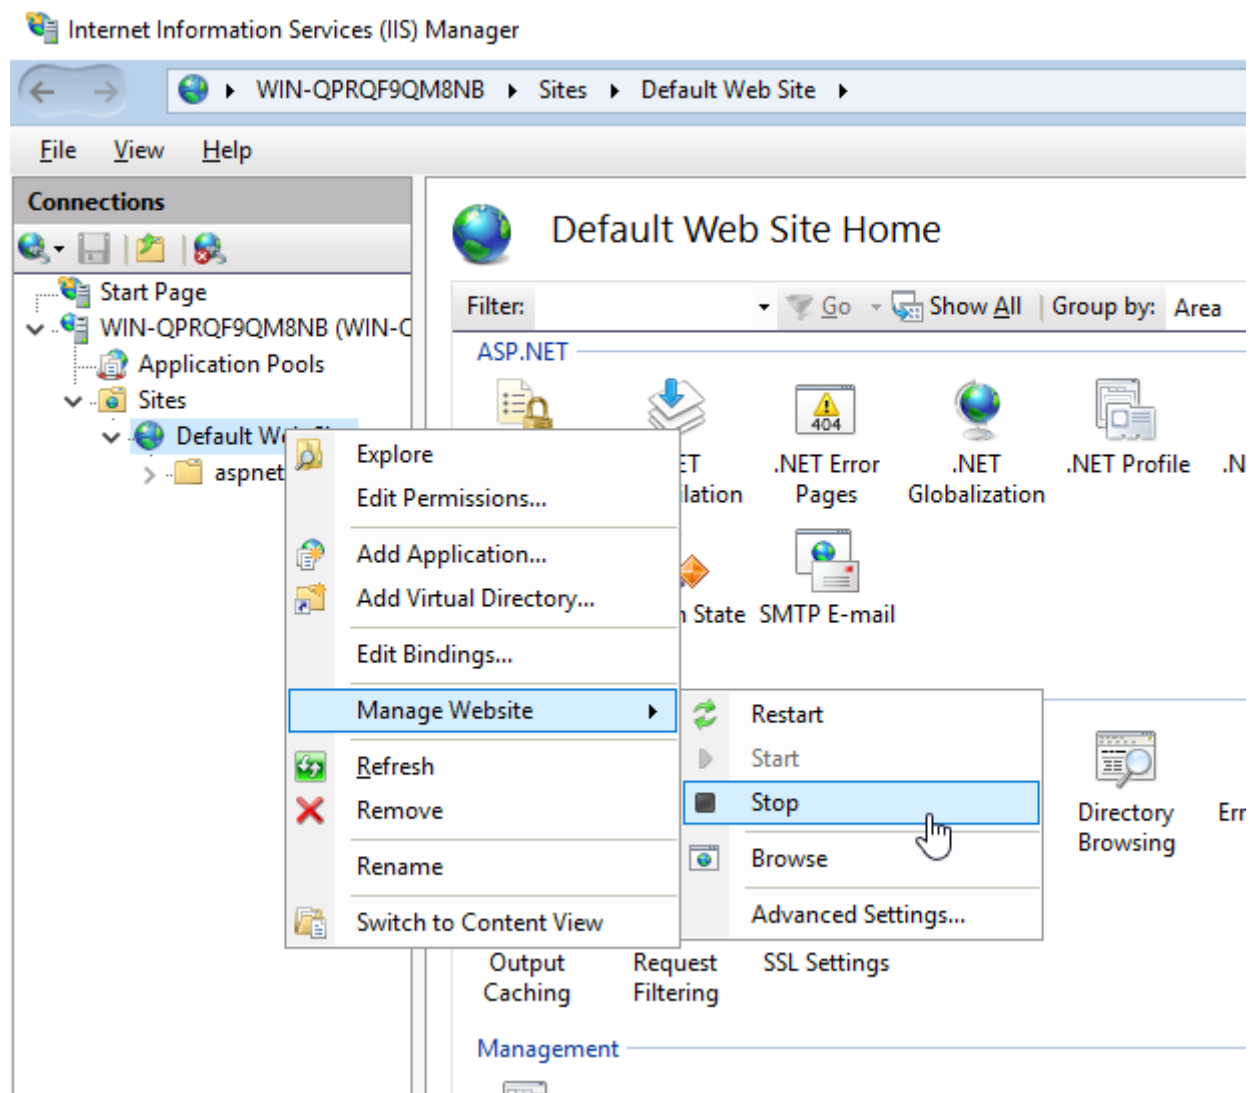 Internet Information Services (IIS) Manager
WIN-QPRQF9QM8NB Sites Default Web Site
File View Help
Connections
Start Page
WIN-QPRQF9QM8NB (WIN-
Application Pools
Sites
Default
aspnet
Default Web Site Home
Filter: Go Show All Group by: Area
ASP.NET
.NET Error
Pages
.NET
Globalization
.NET Profile
State
SMTP E-mail
Explore
Edit Permissions...
Add Application...
Add Virtual Directory...
Edit Bindings...
Manage Website
Refresh
Remove
Rename
Switch to Content View
Restart
Start
Stop
Browse
Advanced Settings...
Directory
Browsing
Output
Caching
Request
Filtering
SSL Settings
Management